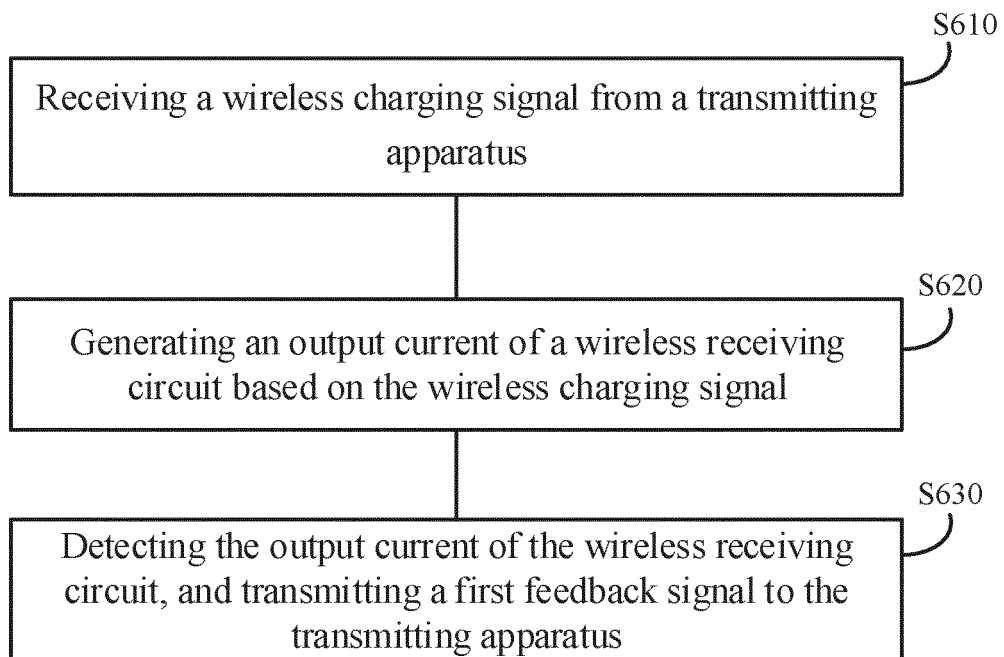 S610
Receiving a wireless charging signal from a transmitting
apparatus
S620
Generating an output current of a wireless receiving
circuit based on the wireless charging signal
S630
Detecting the output current of the wireless receiving
circuit, and transmitting a first feedback signal to the
transmitting apparatus